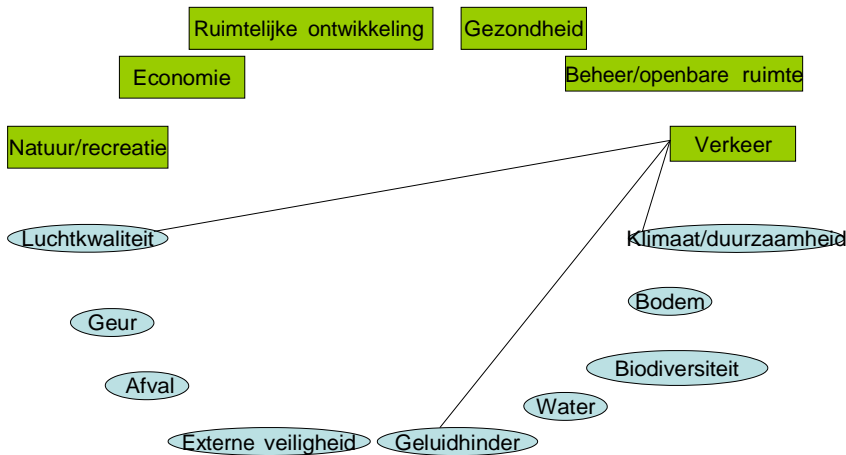 Ruimtelijke ontwikkeling
Gezondheid
Economie
Beheer/openbare ruimte
Natuur/recreatie
Verkeer
Luchtkwaliteit
Klimaat/duurzaamheid
Geur
Bodem
Afval
Biodiversiteit
Water
Externe veiligheid
Geluidhinder